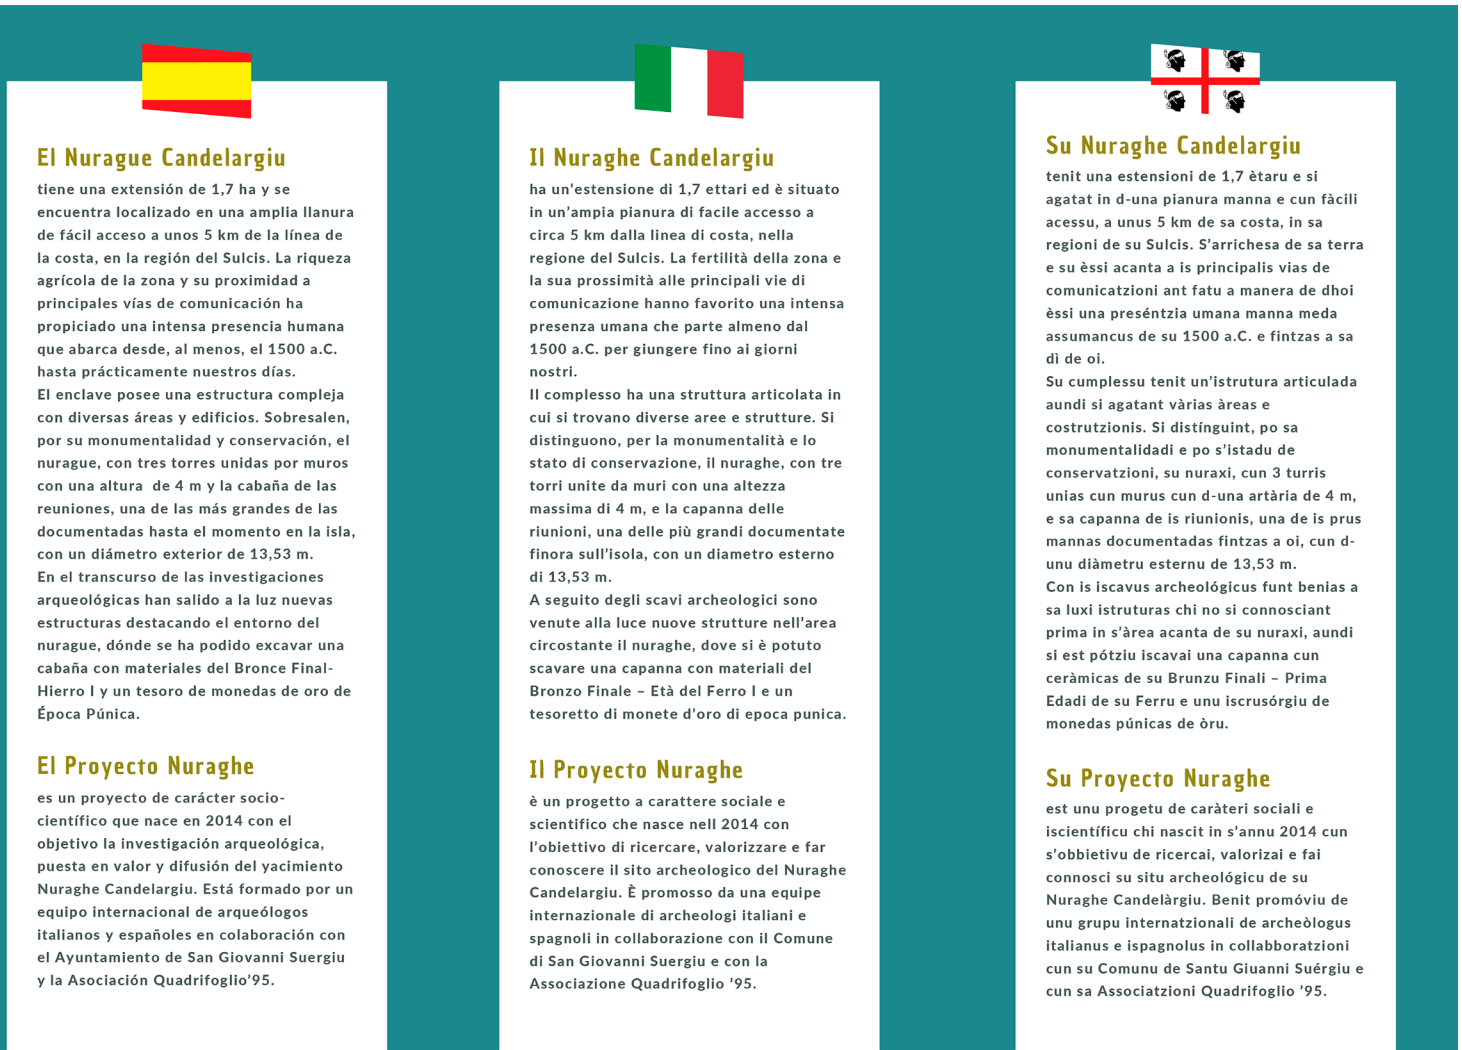 El Nurague Candelargiu
tiene una extensión de 1,7 ha y se
encuentra localizado en una amplia llanura
de fácil acceso a unos 5 km de la línea de
la costa, en la región del Sulcis. La riqueza
agrícola de la zona y su proximidad a
principales vías de comunicación ha
propiciado una intensa presencia humana
que abarca desde, al menos, el 1500 a.C.
hasta prácticamente nuestros días.
El enclave posee una estructura compleja
con diversas áreas y edificios. Sobresalen,
por su monumentalidad y conservación, el
nurague, con tres torres unidas por muros
con una altura  de 4 m y la cabaña de las
reuniones, una de las más grandes de las
documentadas hasta el momento en la isla,
con un diámetro exterior de 13,53 m.
En el transcurso de las investigaciones
arqueológicas han salido a la luz nuevas
estructuras destacando el entorno del
nurague, dónde se ha podido excavar una
cabaña con materiales del Bronce Final-
Hierro I y un tesoro de monedas de oro de
Época Púnica.
El Proyecto Nuraghe
es un proyecto de carácter socio-
científico que nace en 2014 con el
objetivo la investigación arqueológica,
puesta en valor y difusión del yacimiento
Nuraghe Candelargiu. Está formado por un
equipo internacional de arqueólogos
italianos y españoles en colaboración con
el Ayuntamiento de San Giovanni Suergiu
y la Asociación Quadrifoglio’95.
Il Nuraghe Candelargiu
ha un’estensione di 1,7 ettari ed è situato
in un’ampia pianura di facile accesso a
circa 5 km dalla linea di costa, nella
regione del Sulcis. La fertilità della zona e
la sua prossimità alle principali vie di
comunicazione hanno favorito una intensa
presenza umana che parte almeno dal
1500 a.C. per giungere fino ai giorni
nostri.
Il complesso ha una struttura articolata in
cui si trovano diverse aree e strutture. Si
distinguono, per la monumentalità e lo
stato di conservazione, il nuraghe, con tre
torri unite da muri con una altezza
massima di 4 m, e la capanna delle
riunioni, una delle più grandi documentate
finora sull’isola, con un diametro esterno
di 13,53 m.
A seguito degli scavi archeologici sono
venute alla luce nuove strutture nell’area
circostante il nuraghe, dove si è potuto
scavare una capanna con materiali del
Bronzo Finale – Età del Ferro I e un
tesoretto di monete d’oro di epoca punica.
Il Proyecto Nuraghe
è un progetto a carattere sociale e
scientifico che nasce nell 2014 con
l’obiettivo di ricercare, valorizzare e far
conoscere il sito archeologico del Nuraghe
Candelargiu. È promosso da una equipe
internazionale di archeologi italiani e
spagnoli in collaborazione con il Comune
di San Giovanni Suergiu e con la
Associazione Quadrifoglio ’95.
Su Nuraghe Candelargiu
tenit una estensioni de 1,7 ètaru e si
agatat in d-una pianura manna e cun fàcili
acessu, a unus 5 km de sa costa, in sa
regioni de su Sulcis. S’arrichesa de sa terra
e su èssi acanta a is principalis vias de
comunicatzioni ant fatu a manera de dhoi
èssi una preséntzia umana manna meda
assumancus de su 1500 a.C. e fintzas a sa
dì de oi.
Su cumplessu tenit un’istrutura articulada
aundi si agatant vàrias àreas e
costrutzionis. Si distínguint, po sa
monumentalidadi e po s’istadu de
conservatzioni, su nuraxi, cun 3 turris
unias cun murus cun d-una artària de 4 m,
e sa capanna de is riunionis, una de is prus
mannas documentadas fintzas a oi, cun d-
unu diàmetru esternu de 13,53 m.
Con is iscavus archeológicus funt benias a
sa luxi istruturas chi no si connosciant
prima in s’àrea acanta de su nuraxi, aundi
si est pótziu iscavai una capanna cun
ceràmicas de su Brunzu Finali – Prima
Edadi de su Ferru e unu iscrusórgiu de
monedas púnicas de òru.
Su Proyecto Nuraghe
est unu progetu de caràteri sociali e
iscientíficu chi nascit in s’annu 2014 cun
s’obbietivu de ricercai, valorizai e fai
connosci su situ archeológicu de su
Nuraghe Candelàrgiu. Benit promóviu de
unu grupu internatzionali de archeòlogus
italianus e ispagnolus in collabboratzioni
cun su Comunu de Santu Giuanni Suérgiu e
cun sa Associatzioni Quadrifoglio ’95.